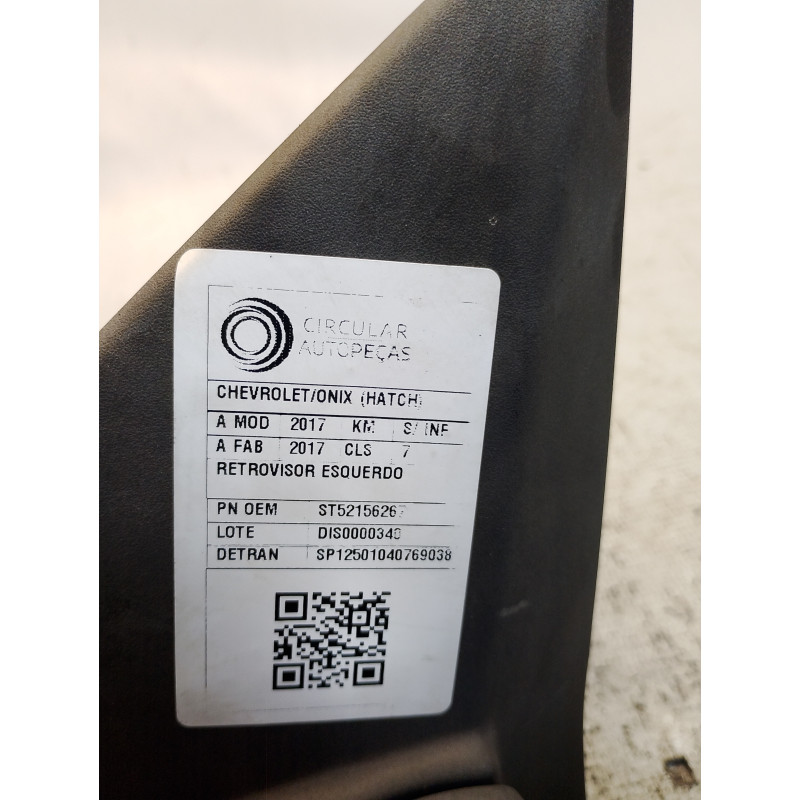 CIRCULAR
AUTOPEÇAS
CHEVROLET/ONIX (HATCH)
A MOD 2017 KM S/ INF
A FAB 2017 CLS 7
RETROVISOR ESQUERDO
PN OEM ST52156267
LOTE DIS0000340
DETRAN SP12501040769038